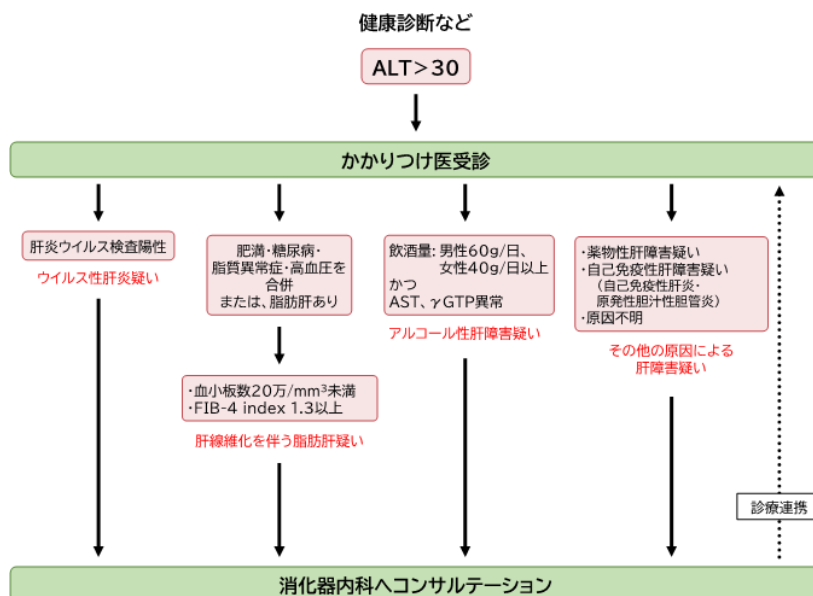 健康診断など
ALT>30
かかりつけ医受診
肝炎ウイルス検査陽性
ウイルス性肝炎疑い
肥満・糖尿病・
脂質異常症・高血圧を
合併
または、脂肪肝あり
・血小板数20万/mm³未満
・FIB-4 index 1.3以上
肝線維化を伴う脂肪肝疑い
飲酒量: 男性60g/日、
女性40g/日以上
かつ
AST、γGTP異常
アルコール性肝障害疑い
・薬物性肝障害疑い
・自己免疫性肝障害疑い
（自己免疫性肝炎・
原発性胆汁性胆管炎）
・原因不明
その他の原因による
肝障害疑い
診療連携
消化器内科へコンサルテーション